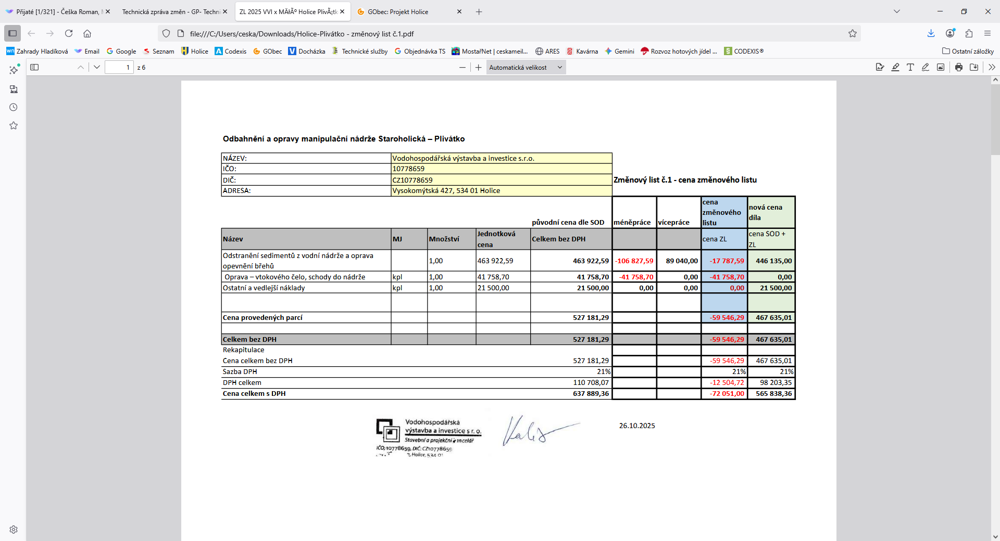 Přijaté [1/321] - Češka Roman,
Technická zpráva změn - GP- Techni
ZL 2025 VVI x MÄłÃº Holice PlivÃ¡tk
GObec: Projekt Holice
file:///C:/Users/ceska/Downloads/Holice-Plivátko - změnový list č.1.pdf
Zahrady Hladíková
Email
Google
Seznam
Holice
Codexis
GObec
Docházka
Technické služby
Objednávka TS
MostařNet | ceskameil...
ARES
Kavárna
Gemini
Rozvoz hotových jídel ...
CODEXIS®
Ostatní záložky
1 z 6
Automatická velikost
Odbahnění a opravy manipulační nádrže Staroholická – Plivátko
NÁZEV: Vodohospodářská výstavba a investice s.r.o.
IČO: 10778659
DIČ: CZ10778659
ADRESA: Vysokomýtská 427, 534 01 Holice
Změnový list č.1 - cena změnového listu
původní cena dle SOD
méněpráce
vícepráce
cena
změnového
listu
nová cena
díla
Název
MJ
Množství
Jednotková
cena
Celkem bez DPH
cena ZL
cena SOD +
ZL
Odstranění sedimentů z vodní nádrže a oprava
opevnění břehů
1,00 463 922,59 463 922,59 -106 827,59 89 040,00 -17 787,59 446 135,00
Oprava – vtokového čelo, schody do nádrže kpl 1,00 41 758,70 41 758,70 -41 758,70 0,00 -41 758,70 0,00
Ostatní a vedlejší náklady kpl 1,00 21 500,00 21 500,00 0,00 0,00 0,00 21 500,00
Cena provedených parcí 527 181,29 -59 546,29 467 635,01
Celkem bez DPH 527 181,29 -59 546,29 467 635,01
Rekapitulace
Cena celkem bez DPH 527 181,29 -59 546,29 467 635,01
Sazba DPH 21% 21% 21%
DPH celkem 110 708,07 -12 504,72 98 203,35
Cena celkem s DPH 637 889,36 -72 051,00 565 838,36
Vodohospodářská
výstavba a investice s r. o.
Stavební a projekční
IČO: 10778659, DIČ: CZ10778659
Holice, 534 01
26.10.2025